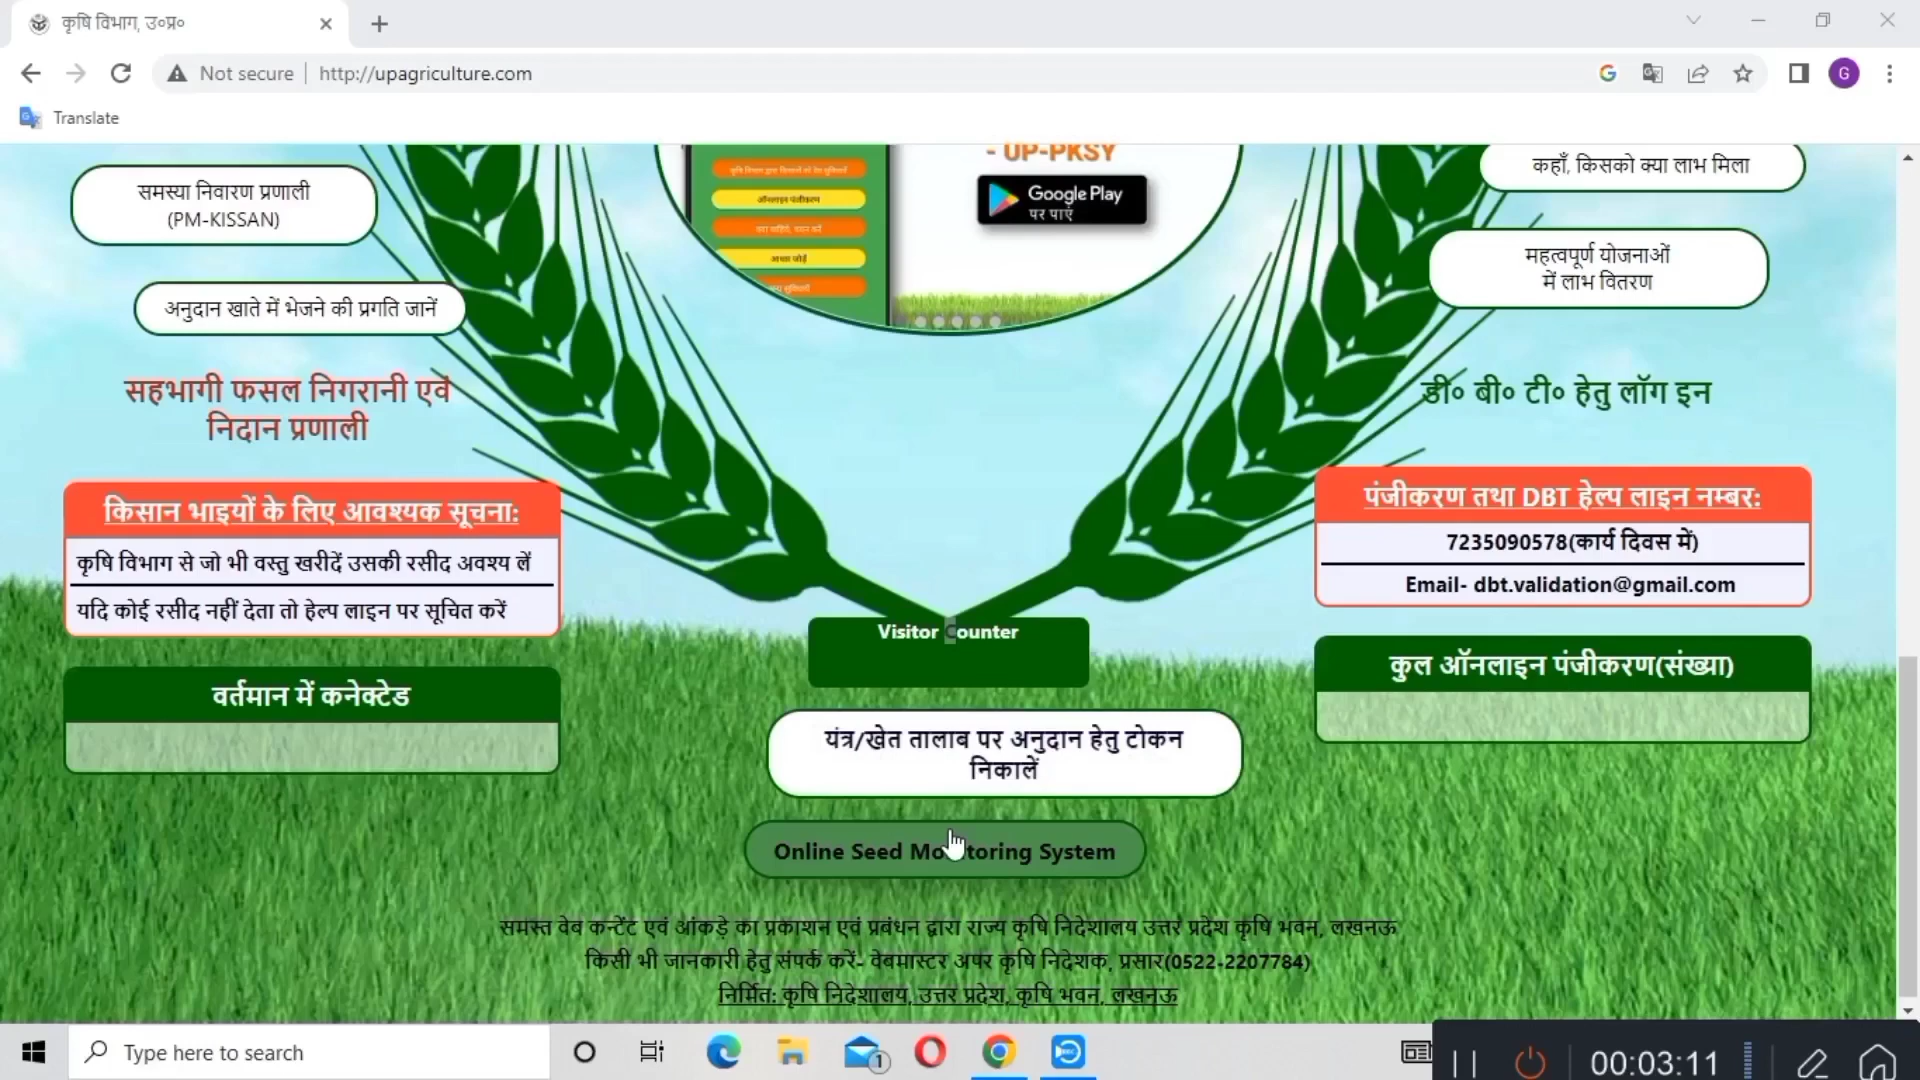 कृषि विभाग, उ०प्र०
Not secure
http://upagriculture.com
G
Translate
समस्या निवारण प्रणाली
(PM-KISSAN)
अनुदान खाते में भेजने की प्रगति जानें
- UP-PKSY
Google Play
पर पाएं
ऑनलाइन पंजीकरण
कहाँ, किसको क्या लाभ मिला
महत्वपूर्ण योजनाओं
में लाभ वितरण
सहभागी फसल निगरानी एवं
निदान प्रणाली
डी० बी० टी० हेतु लॉग इन
किसान भाइयों के लिए आवश्यक सूचना:
कृषि विभाग से जो भी वस्तु खरीदें उसकी रसीद अवश्य लें
यदि कोई रसीद नहीं देता तो हेल्प लाइन पर सूचित करें
पंजीकरण तथा DBT हेल्प लाइन नम्बर:
7235090578(कार्य दिवस में)
Email- dbt.validation@gmail.com
Visitor Counter
वर्तमान में कनेक्टेड
कुल ऑनलाइन पंजीकरण(संख्या)
यंत्र/खेत तालाब पर अनुदान हेतु टोकन
निकालें
Online Seed Monitoring System
समस्त वेब कन्टेंट एवं आंकड़े का प्रकाशन एवं प्रबंधन द्वारा राज्य कृषि निदेशालय उत्तर प्रदेश कृषि भवन, लखनऊ
किसी भी जानकारी हेतु संपर्क करें- वेबमास्टर अपर कृषि निदेशक, प्रसार(0522-2207784)
निर्मित: कृषि निदेशालय, उत्तर प्रदेश, कृषि भवन, लखनऊ
Type here to search
1
00:03:11